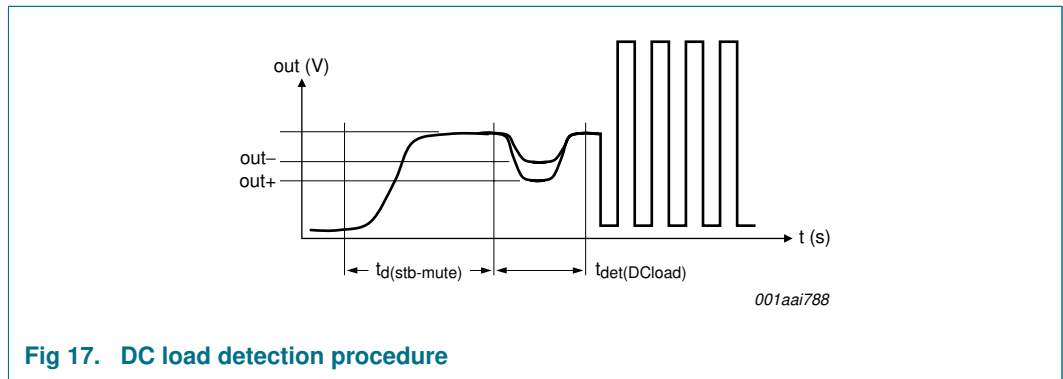 out (V)
out−
out+
t (s)
td(stb-mute)
tdet(DCload)
001aai788
Fig 17. DC load detection procedure